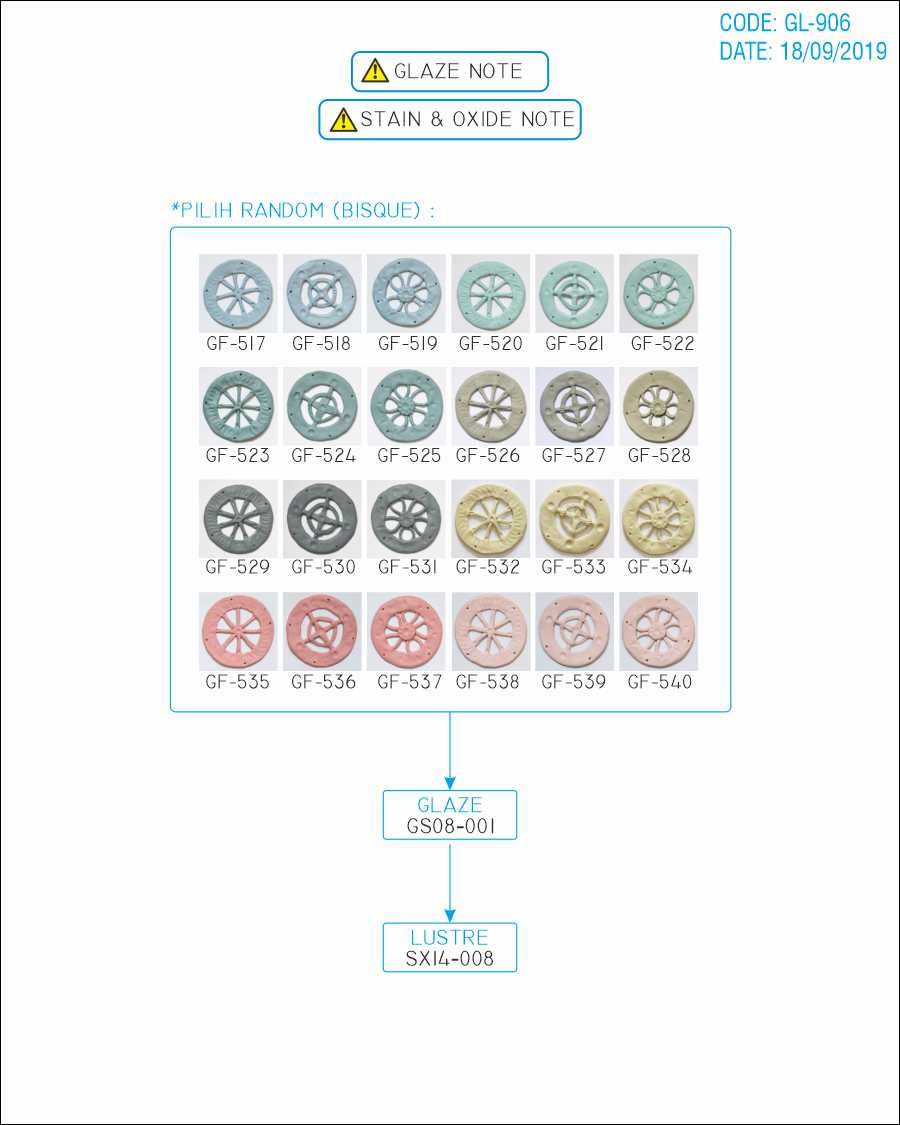 CODE: GL-906
DATE: 18/09/2019
GLAZE NOTE
STAIN & OXIDE NOTE
*PILIH RANDOM (BISQUE) :
GF-517 GF-518 GF-519 GF-520 GF-521 GF-522
GF-523 GF-524 GF-525 GF-526 GF-527 GF-528
GF-529 GF-530 GF-531 GF-532 GF-533 GF-534
GF-535 GF-536 GF-537 GF-538 GF-539 GF-540
GLAZE
GS08-001
LUSTRE
SX14-008